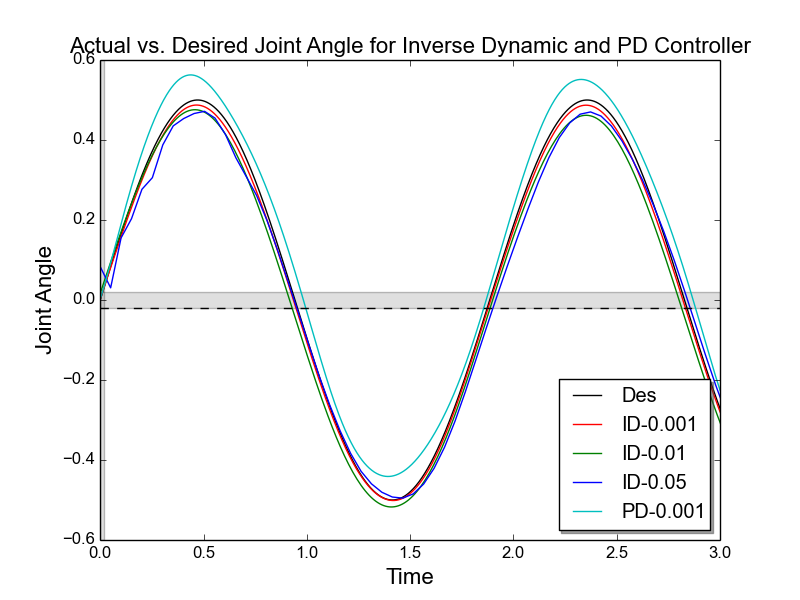 Actual vs. Desired Joint Angle for Inverse Dynamic and PD Controller
0.6
0.4
0.2
0.0
−0.2
−0.4
−0.6
Joint Angle
Des
ID-0.001
ID-0.01
ID-0.05
PD-0.001
0.0 0.5 1.0 1.5 2.0 2.5 3.0
Time